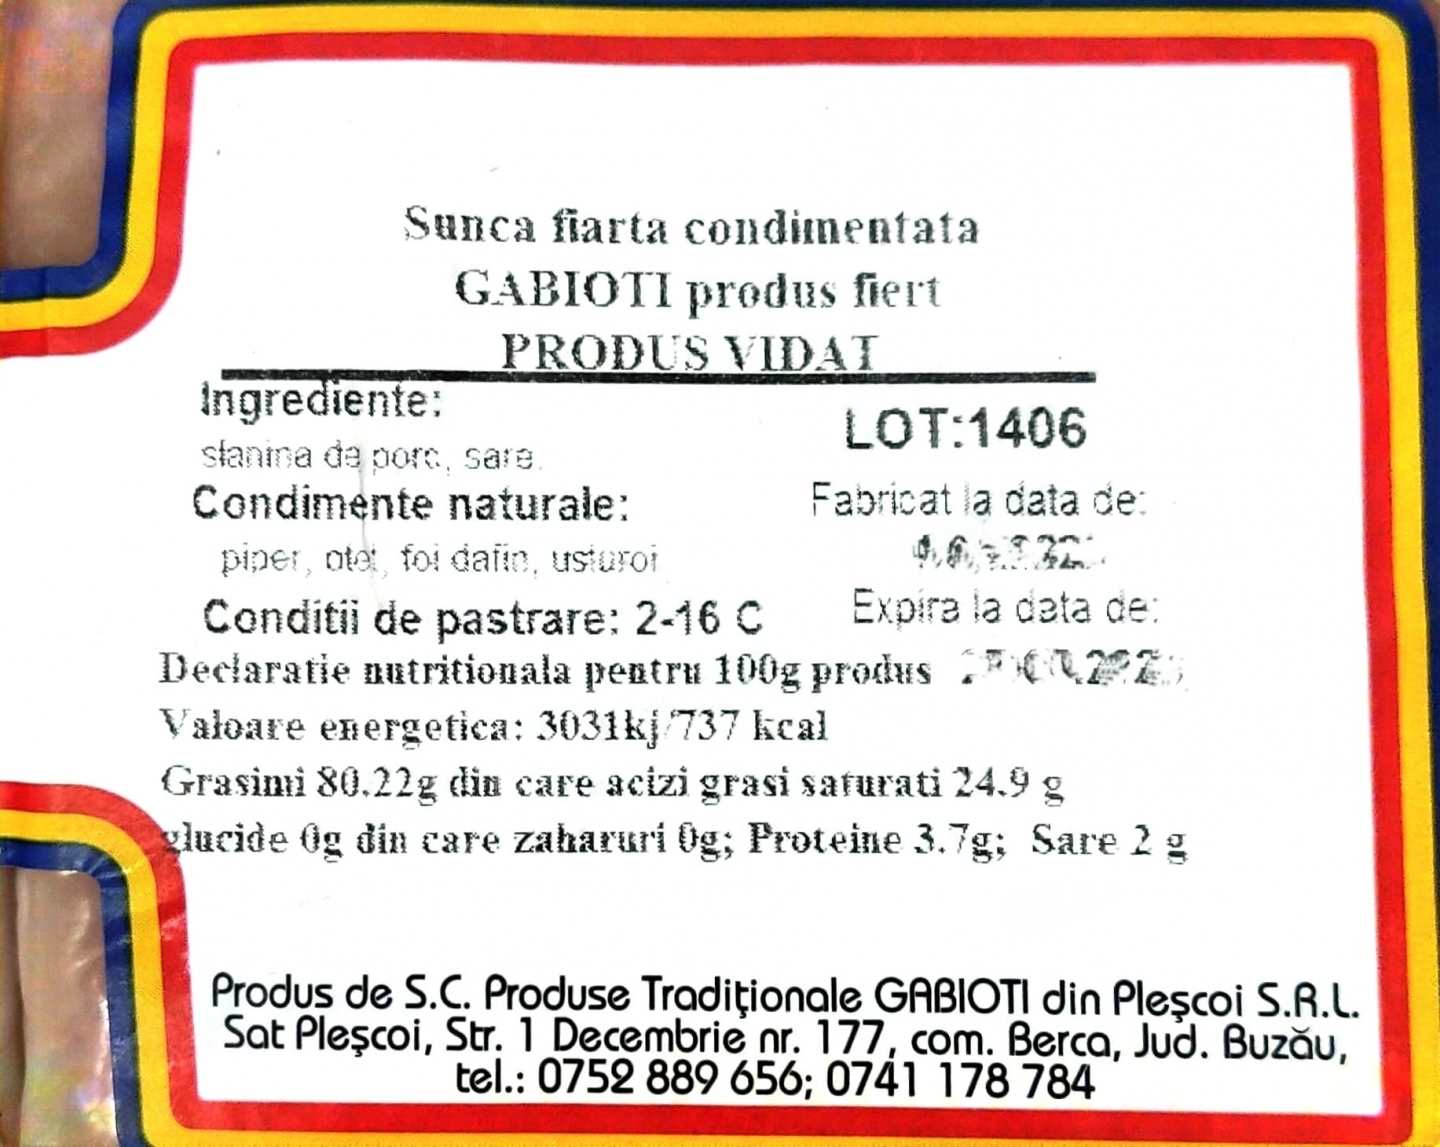 Sunca fiarta condimentata
GABIOTI produs fiert
PRODUS VIDAT
Ingrediente:
slanina de porc, sare.
Condimente naturale:
piper, otet, foi dafin, usturoi
Conditii de pastrare: 2-16 C
LOT:1406
Fabricat la data de:
Expira la data de:
Declaratie nutritionala pentru 100g produs
Valoare energetica: 3031kj/737 kcal
Grasimi 80.22g din care acizi grasi saturati 24.9 g
glucide 0g din care zaharuri 0g; Proteine 3.7g; Sare 2 g
Produs de S.C. Produse Tradiţionale GABIOTI din Pleşcoi S.R.L.
Sat Pleşcoi, Str. 1 Decembrie nr. 177, com. Berca, Jud. Buzău,
tel.: 0752 889 656; 0741 178 784